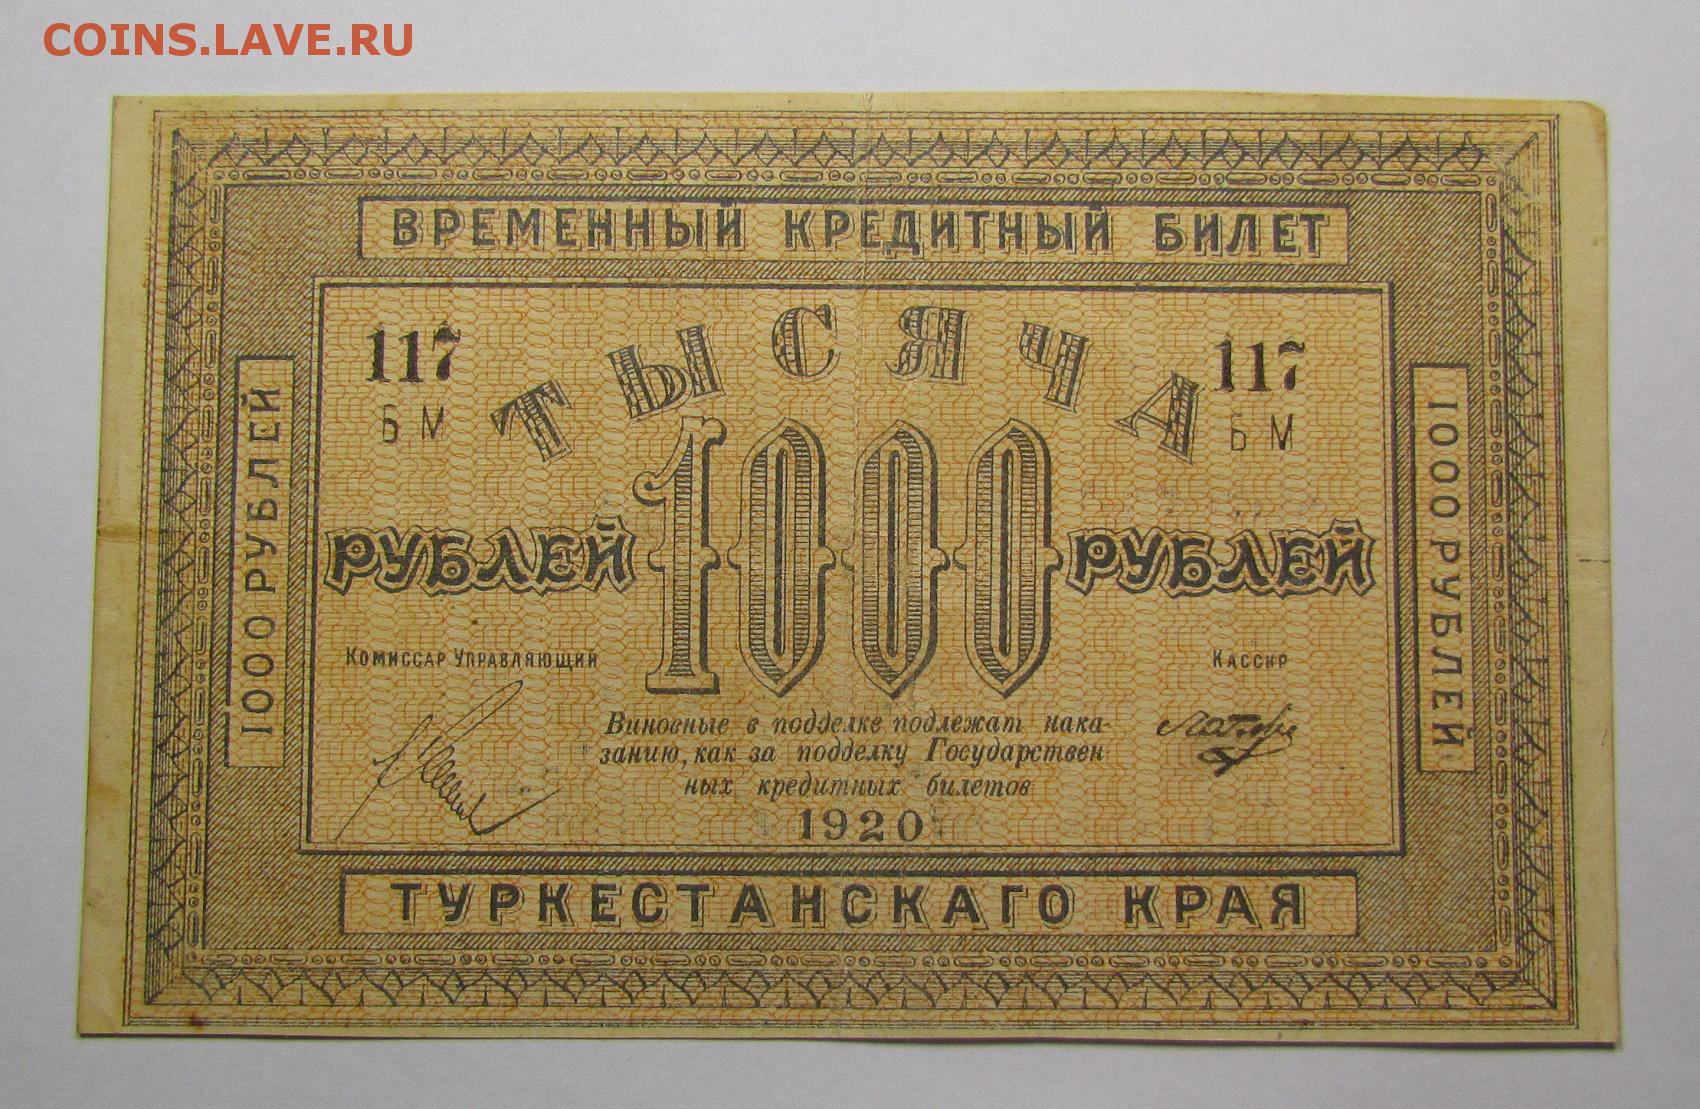 COINS.LAVE.RU
ВРЕМЕННЫЙ КРЕДИТНЫЙ БИЛЕТ
ТЫСЯЧА
117
БМ
117
БМ
1000 РУБЛЕЙ
РУБЛЕЙ 1000 РУБЛЕЙ
1000 РУБЛЕЙ
КОМИССАР УПРАВЛЯЮЩИЙ
КАССИР
Виновные в подделке подлежат нака-
занию, как за подделку Государствен
ных кредитных билетов
1920
ТУРКЕСТАНСКАГО КРАЯ